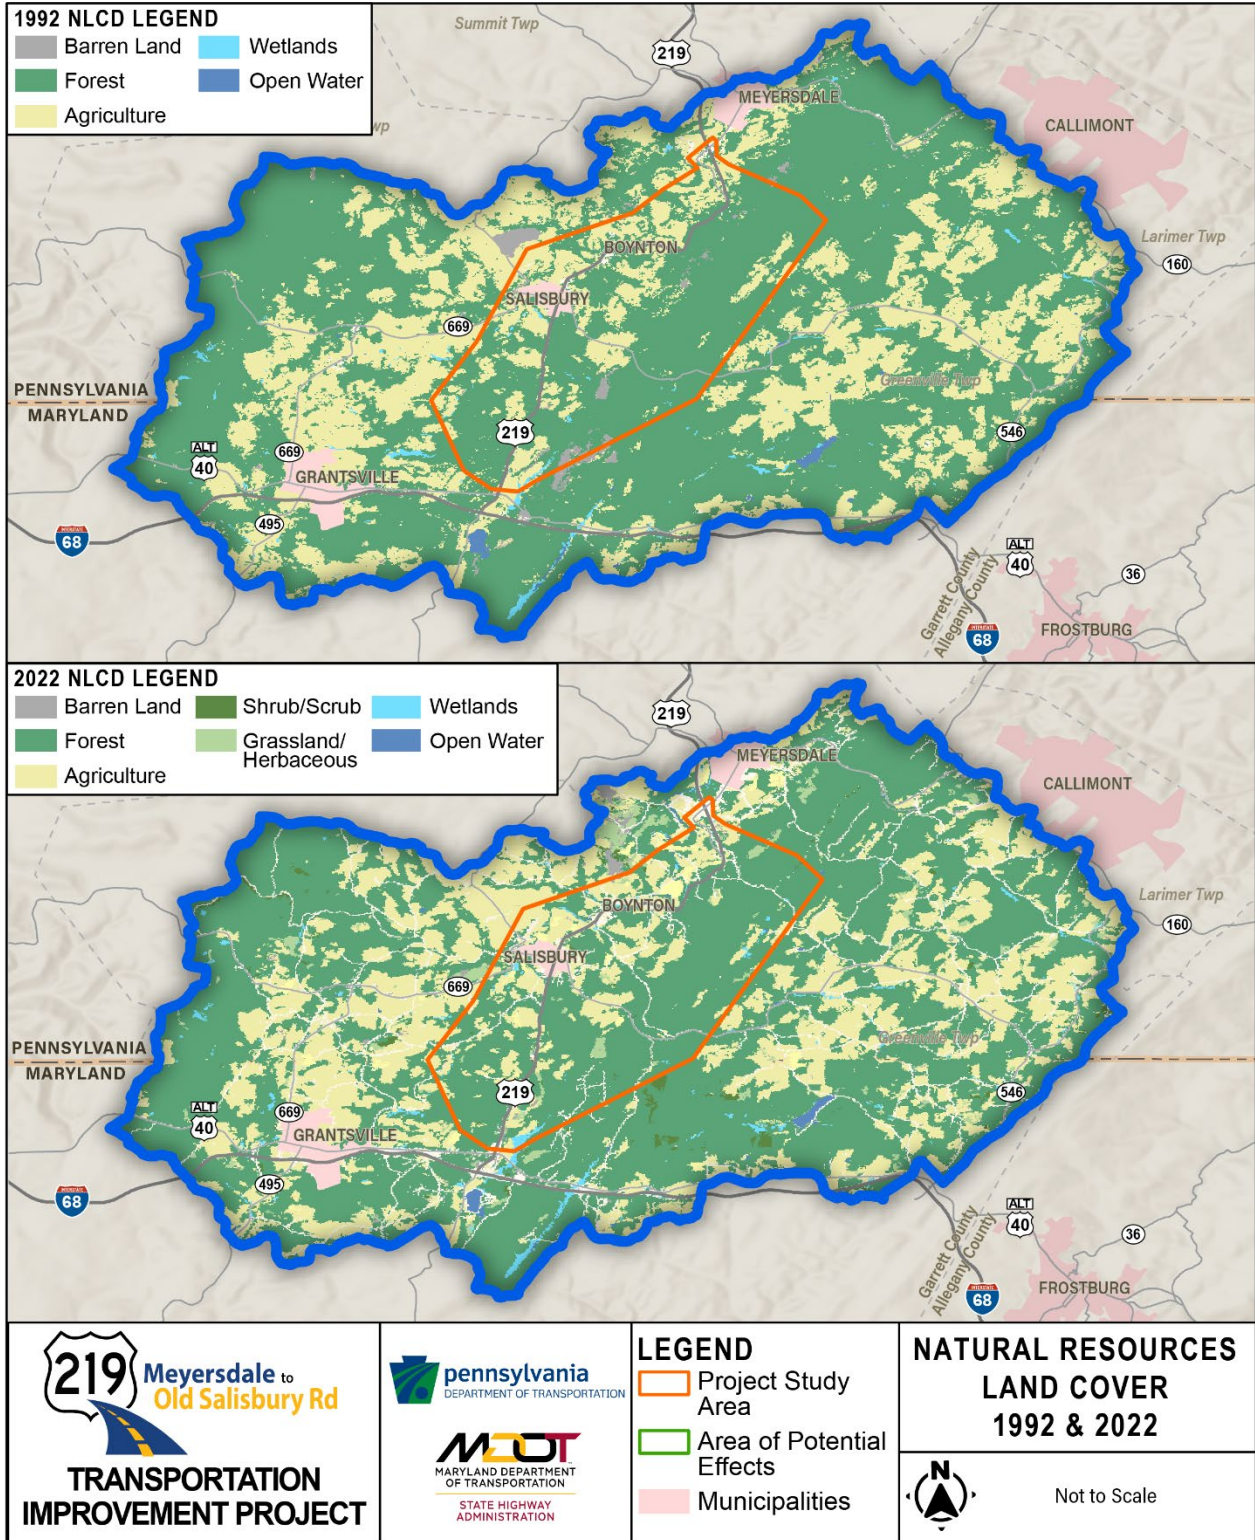 1992 NLCD LEGEND
Barren Land
Wetlands
Forest
Open Water
Agriculture
Summit Twp
219
MEYERSDALE
CALLIMONT
wp
BOYNTON
Larimer Twp
160
SALISBURY
669
PENNSYLVANIA
MARYLAND
Greenville Twp
219
546
ALT
40
669
GRANTSVILLE
495
68
Garrett County
Allegany County
ALT
40
36
68
FROSTBURG
2022 NLCD LEGEND
Barren Land
Shrub/Scrub
Wetlands
Forest
Grassland/
Herbaceous
Open Water
Agriculture
219
MEYERSDALE
CALLIMONT
BOYNTON
Larimer Twp
160
SALISBURY
669
PENNSYLVANIA
MARYLAND
Greenville Twp
219
546
ALT
40
669
GRANTSVILLE
495
68
Garrett County
Allegany County
ALT
40
36
68
FROSTBURG
219
Meyersdale to
Old Salisbury Rd
TRANSPORTATION
IMPROVEMENT PROJECT
pennsylvania
DEPARTMENT OF TRANSPORTATION
MDOT
MARYLAND DEPARTMENT
OF TRANSPORTATION
STATE HIGHWAY
ADMINISTRATION
LEGEND
Project Study
Area
Area of Potential
Effects
Municipalities
NATURAL RESOURCES
LAND COVER
1992 & 2022
N
Not to Scale